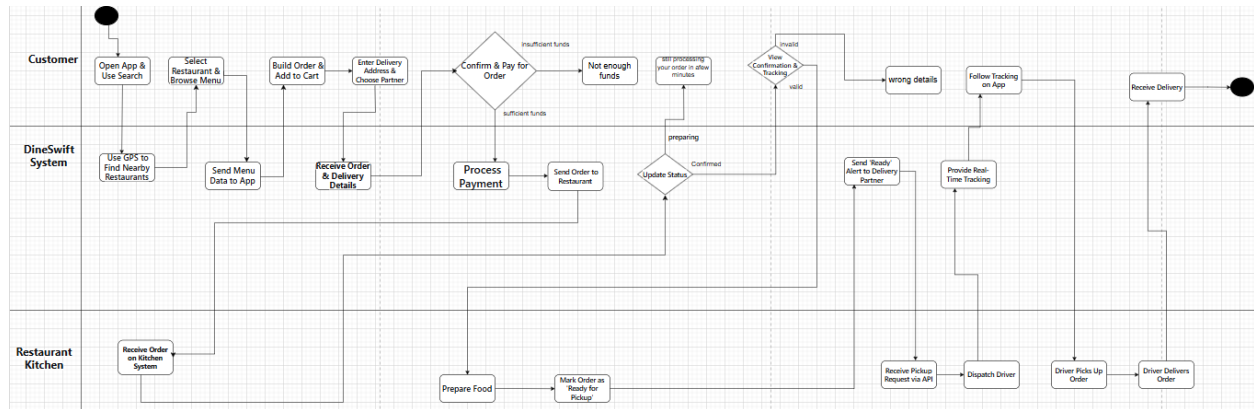 Customer
Open App &
Use Search
Select
Restaurant &
Browse Menu
Build Order &
Add to Cart
Enter Delivery
Address &
Choose Partner
Confirm & Pay for
Order
insufficient funds
sufficient funds
Not enough
funds
still processing
your order in afew
minutes
View
Confirmation &
Tracking
invalid
valid
wrong details
Follow Tracking
on App
Receive Delivery
DineSwift
System
Use GPS to
Find Nearby
Restaurants
Send Menu
Data to App
Receive Order
& Delivery
Details
Process
Payment
Send Order to
Restaurant
preparing
Update Status
Confirmed
Send 'Ready'
Alert to Delivery
Partner
Provide Real-
Time Tracking
Restaurant
Kitchen
Receive Order
on Kitchen
System
Prepare Food
Mark Order as
'Ready for
Pickup'
Receive Pickup
Request via API
Dispatch Driver
Driver Picks Up
Order
Driver Delivers
Order